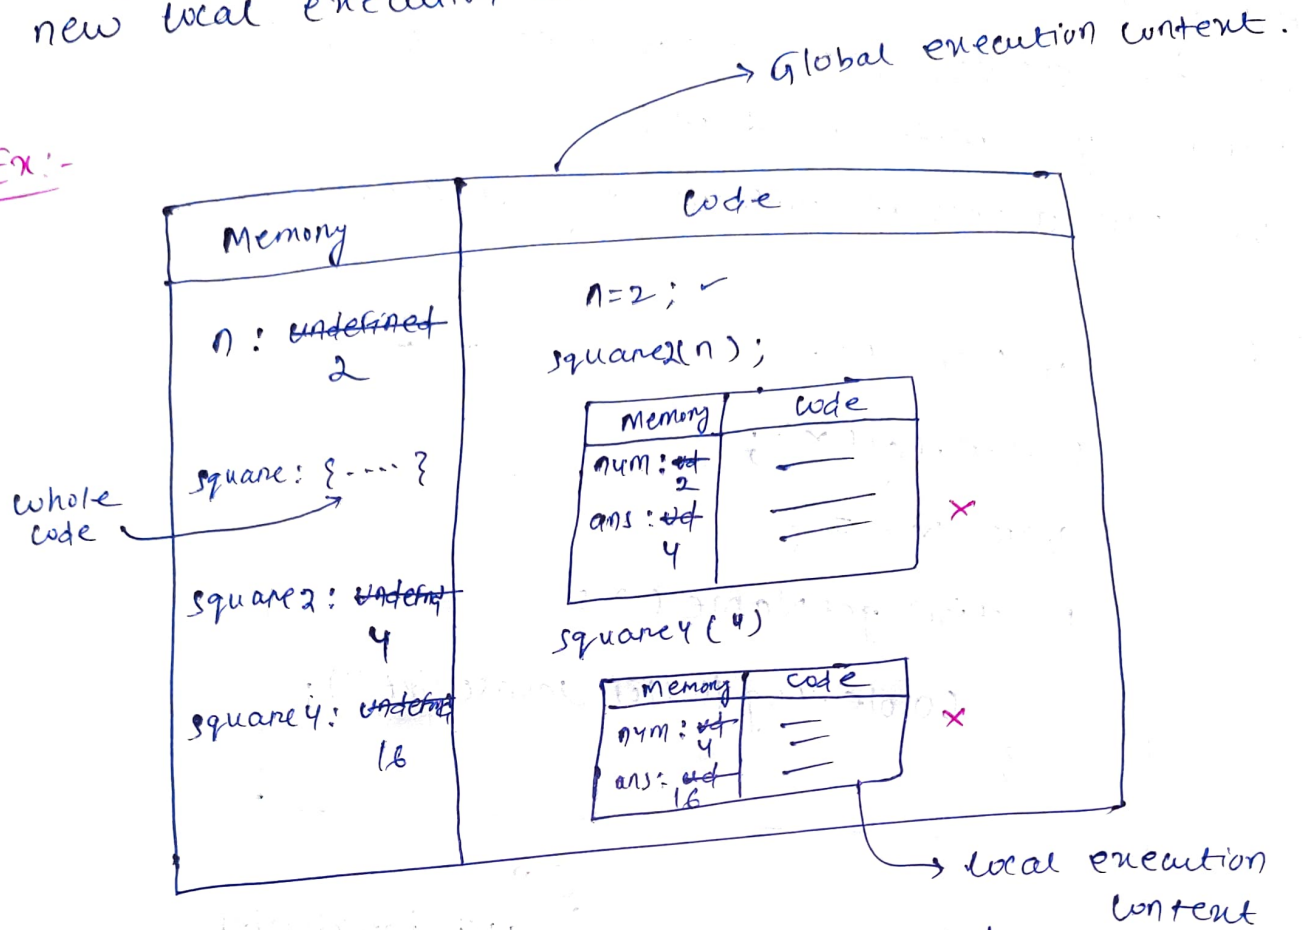 new local
Global execution context.
Ex:-
Memory
Code
n : undefined
2
n=2;
square2(n);
Memory
Code
num : ud
2
ans : ud
4
square: {....}
whole
code
square2: undefined
4
square4 (4)
Memory
Code
num : ud
4
ans: ud
16
square4: undefined
16
local execution
context